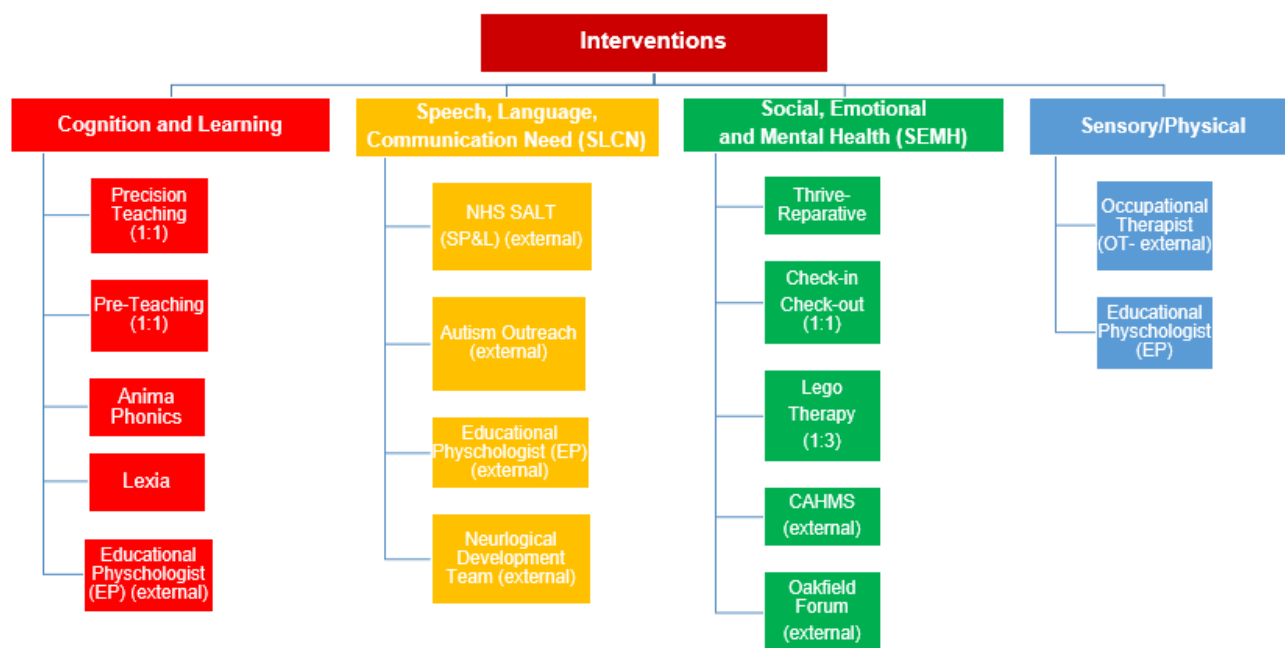 Interventions
Cognition and Learning
Precision
Teaching
(1:1)
Pre-Teaching
(1:1)
Anima
Phonics
Lexia
Educational
Physchologist
(EP) (external)
Speech, Language,
Communication Need (SLCN)
NHS SALT
(SP&L) (external)
Autism Outreach
(external)
Educational
Physchologist (EP)
(external)
Neurlogical
Development
Team (external)
Social, Emotional
and Mental Health (SEMH)
Thrive-
Reparative
Check-in
Check-out
(1:1)
Lego
Therapy
(1:3)
CAHMS
(external)
Oakfield
Forum
(external)
Sensory/Physical
Occupational
Therapist
(OT- external)
Educational
Physchologist
(EP)